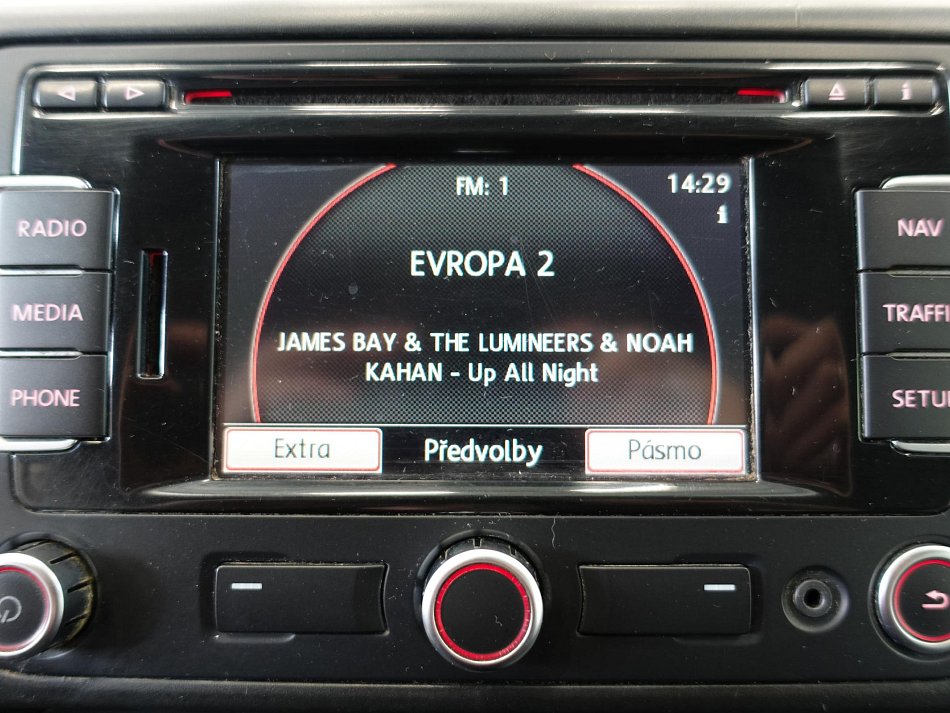 RADIO
MEDIA
PHONE
FM: 1
14:29
i
EVROPA 2
JAMES BAY & THE LUMINEERS & NOAH
KAHAN - Up All Night
Extra
Předvolby
Pásmo
i
NAV
TRAFFI
SETU